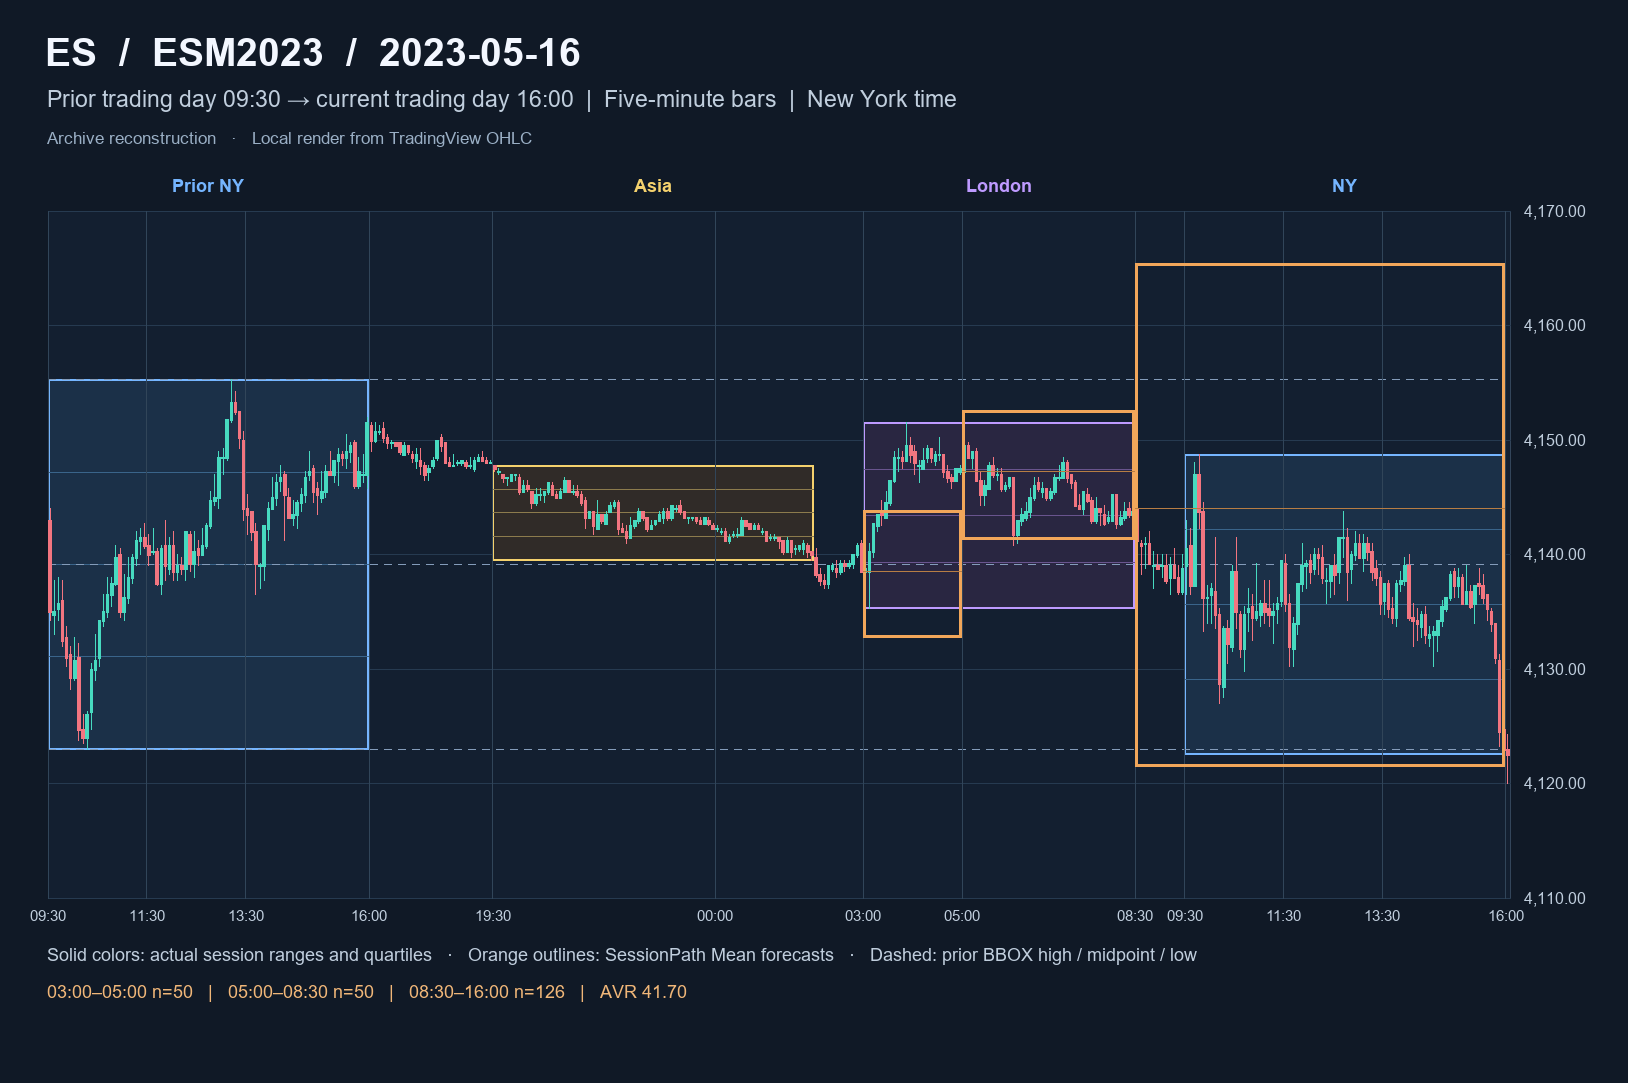 ES / ESM2023 / 2023-05-16
Prior trading day 09:30 → current trading day 16:00 | Five-minute bars | New York time
Archive reconstruction · Local render from TradingView OHLC
Prior NY Asia London NY
4,170.00
4,160.00
4,150.00
4,140.00
4,130.00
4,120.00
4,110.00
09:30 11:30 13:30 16:00 19:30 00:00 03:00 05:00 08:30 09:30 11:30 13:30 16:00
Solid colors: actual session ranges and quartiles · Orange outlines: SessionPath Mean forecasts · Dashed: prior BBOX high / midpoint / low
03:00–05:00 n=50 | 05:00–08:30 n=50 | 08:30–16:00 n=126 | AVR 41.70